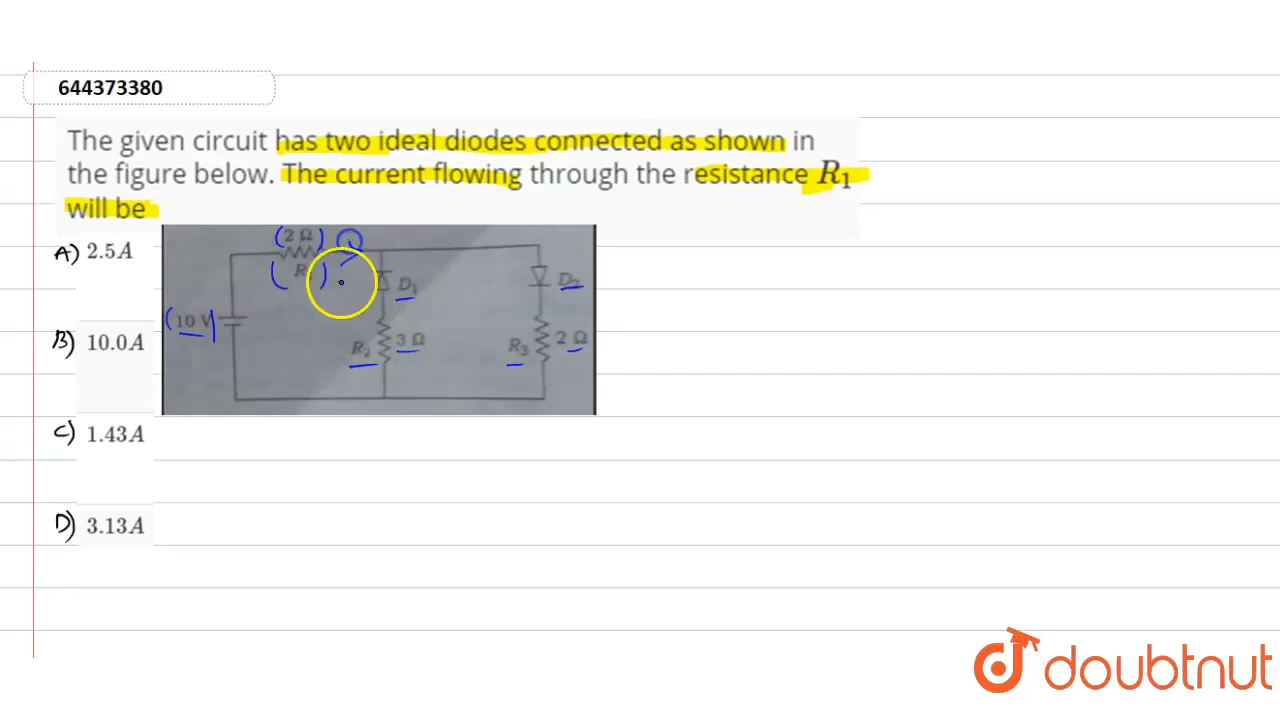 644373380
The given circuit has two ideal diodes connected as shown in
the figure below. The current flowing through the resistance R₁
will be
A) 2.5A
B) 10.0A
C) 1.43A
D) 3.13A
(2 Ω)
D₁
D₂
(10 V)
R₂
3 Ω
R₃
2 Ω
doubtnut